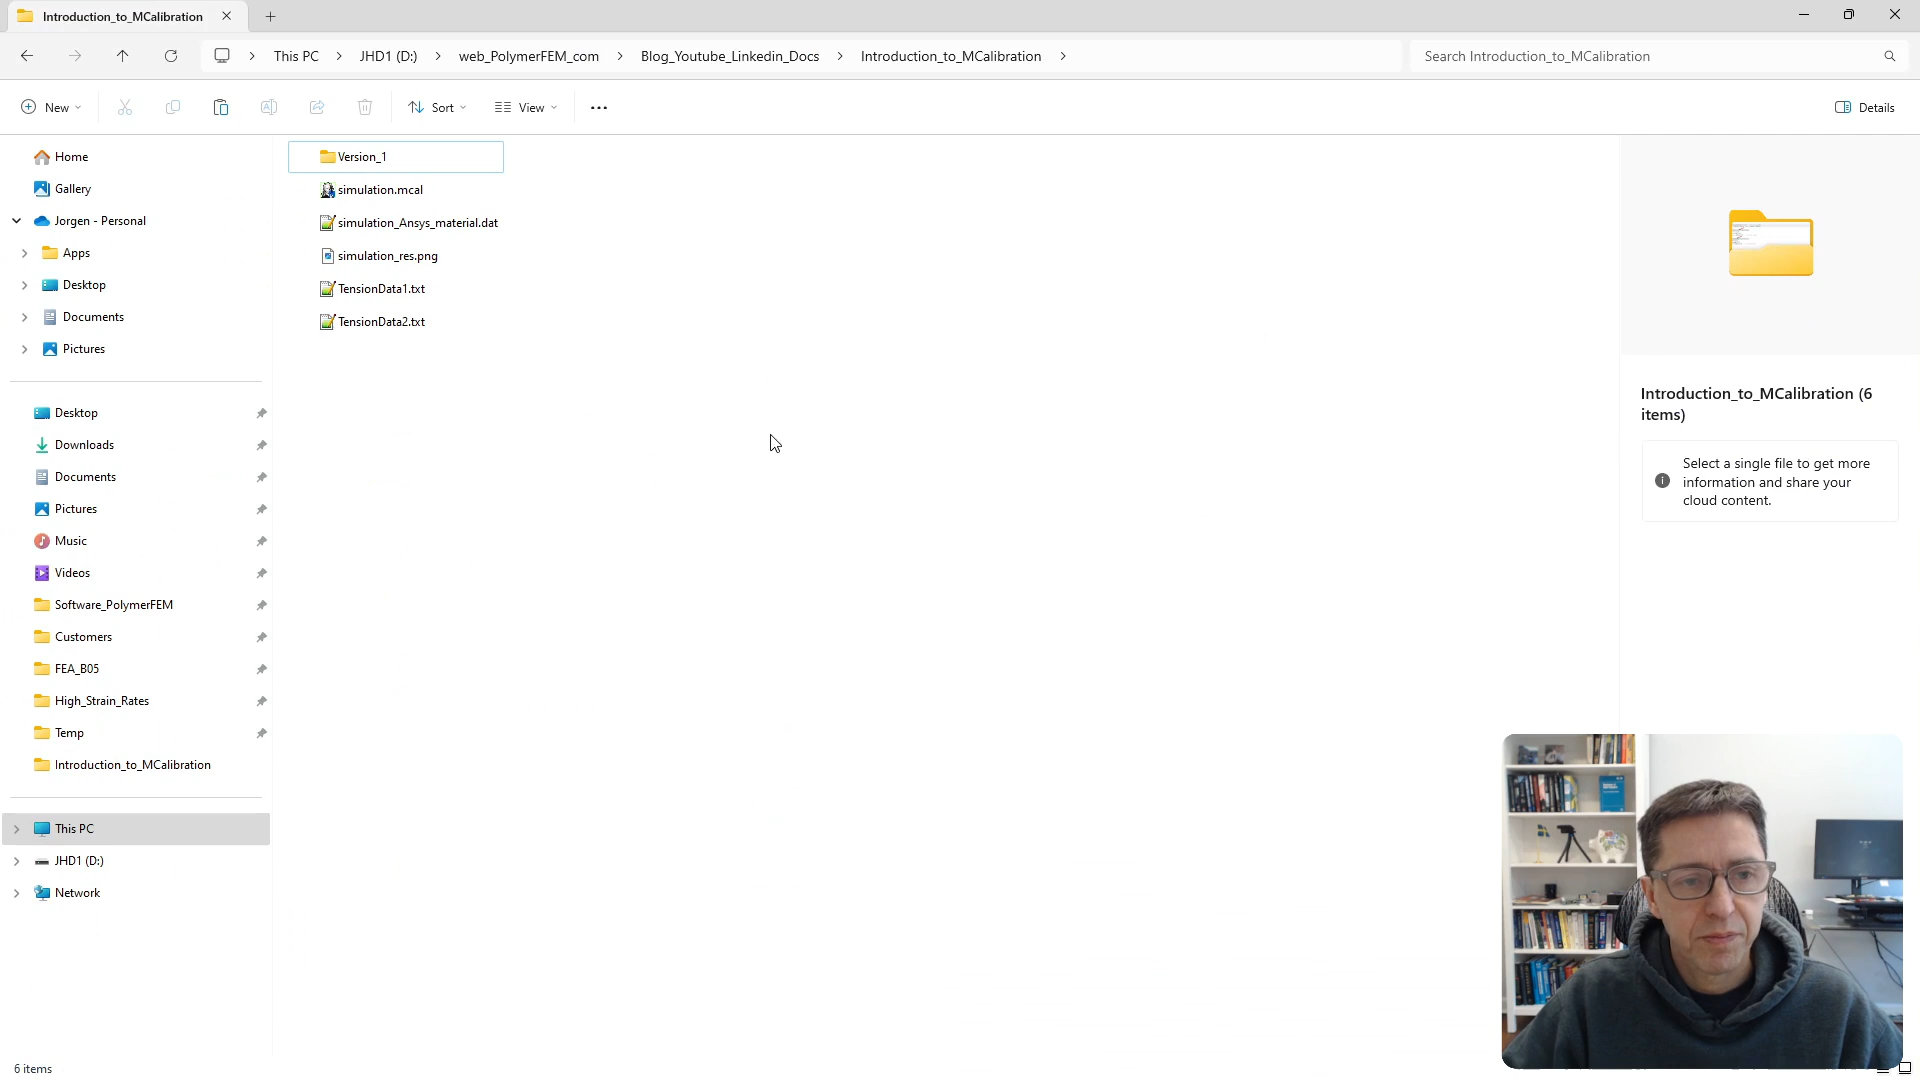 Introduction_to_MCalibration
This PC
JHD1 (D:)
web_PolymerFEM_com
Blog_Youtube_Linkedin_Docs
Introduction_to_MCalibration
Search Introduction_to_MCalibration
New
Sort
View
Details
Home
Gallery
Jorgen - Personal
Apps
Desktop
Documents
Pictures
Desktop
Downloads
Documents
Pictures
Music
Videos
Software_PolymerFEM
Customers
FEA_B05
High_Strain_Rates
Temp
Introduction_to_MCalibration
This PC
JHD1 (D:)
Network
Version_1
simulation.mcal
simulation_Ansys_material.dat
simulation_res.png
TensionData1.txt
TensionData2.txt
Introduction_to_MCalibration (6
items)
Select a single file to get more
information and share your
cloud content.
6 items